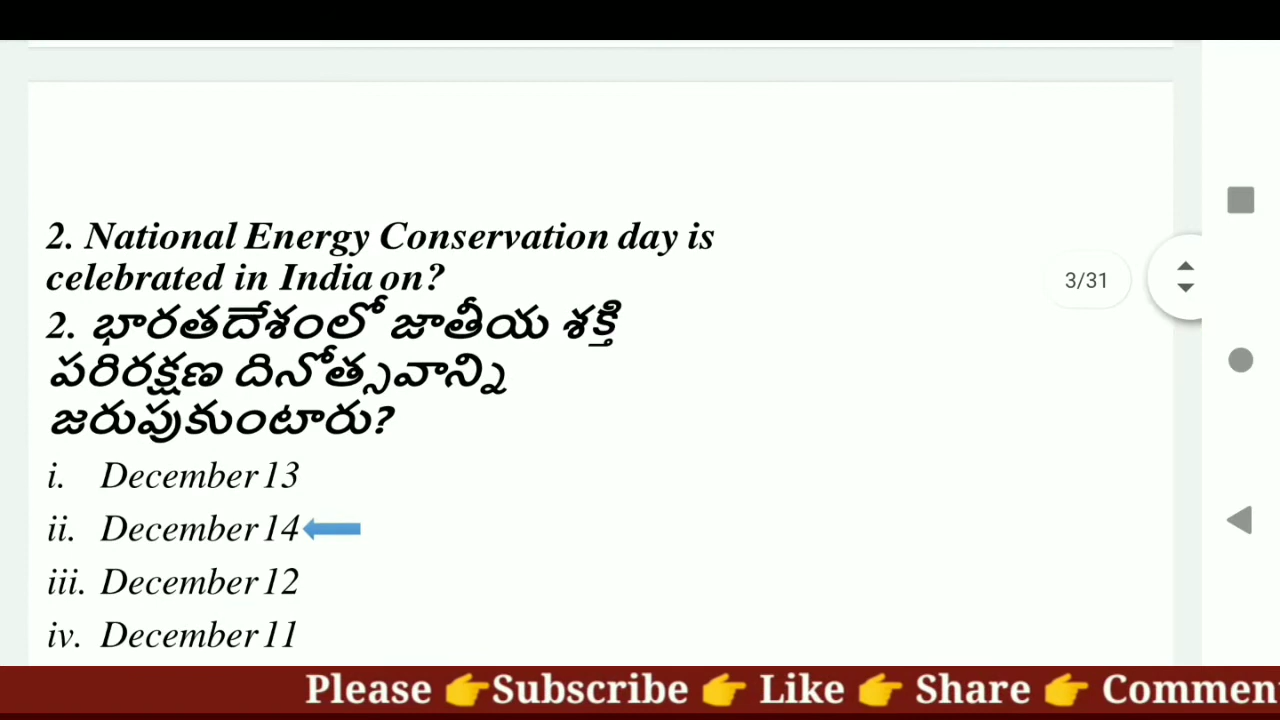 2. National Energy Conservation day is
celebrated in India on?
3/31
2. భారతదేశంలో జాతీయ శక్తి
పరిరక్షణ దినోత్సవాన్ని
జరుపుకుంటారు?
i. December 13
ii. December 14
iii. December 12
iv. December 11
Please 👉Subscribe 👉 Like 👉 Share 👉 Commen